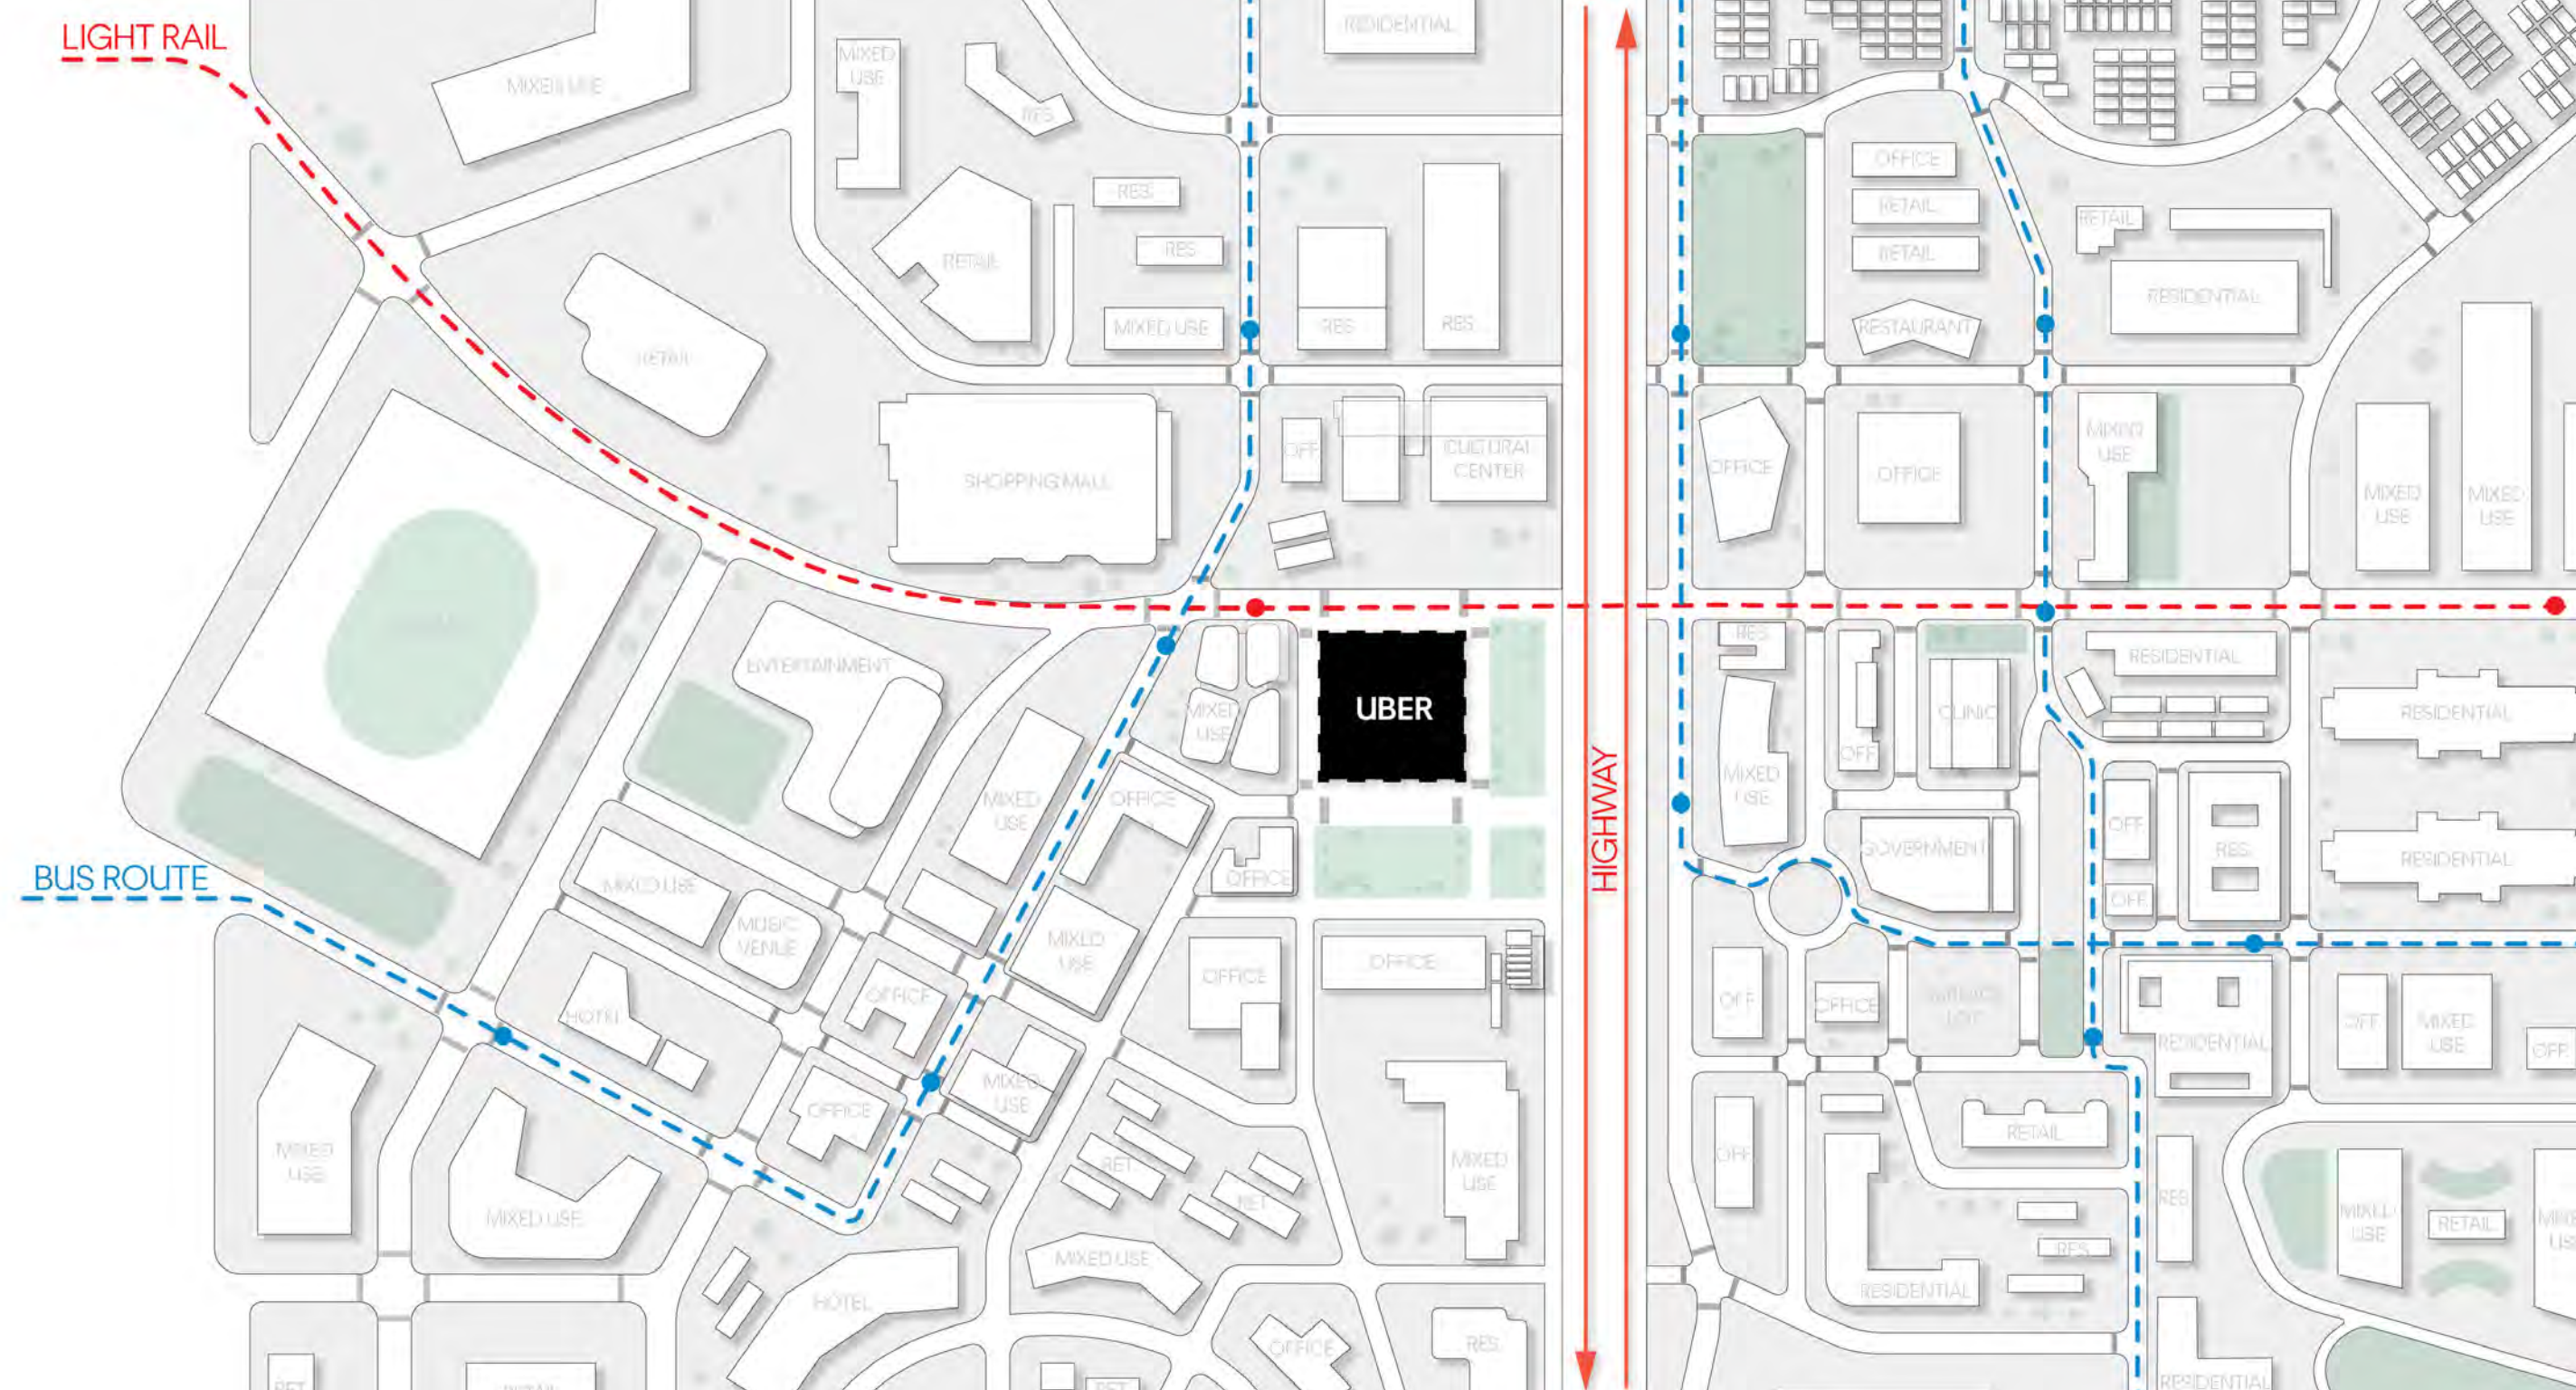 LIGHT RAIL
RESIDENTIAL
MIXED
USE
MIXED USE
RES
OFFICE
RES
RETAIL
RETAIL
RES
RETAIL
RETAIL
RESIDENTIAL
MIXED USE
RES
RES
RESTAURANT
RETAIL
MIXED
USE
OFF
CULTURAL
CENTER
OFFICE
OFFICE
SHOPPING MALL
MIXED
USE
MIXED
USE
RES
RESIDENTIAL
ENTERTAINMENT
MIXED
USE
UBER
CLINIC
RESIDENTIAL
OFF
MIXED
USE
MIXED
USE
OFFICE
HIGHWAY
OFF
GOVERNMENT
RES
RESIDENTIAL
BUS ROUTE
MIXED USE
OFFICE
OFF
MUSIC
VENUE
MIXED
USE
OFFICE
OFFICE
OFFICE
OFF
OFFICE
HOTEL
OFF
MIXED
USE
RESIDENTIAL
OFF
MIXED
USE
OFFICE
RETAIL
MIXED
USE
RET
MIXED
USE
OFF
RET
RES
MIXED USE
MIXED
USE
RETAIL
RES
MIXED USE
HOTEL
RESIDENTIAL
OFFICE
RES
RESIDENTIAL
RET